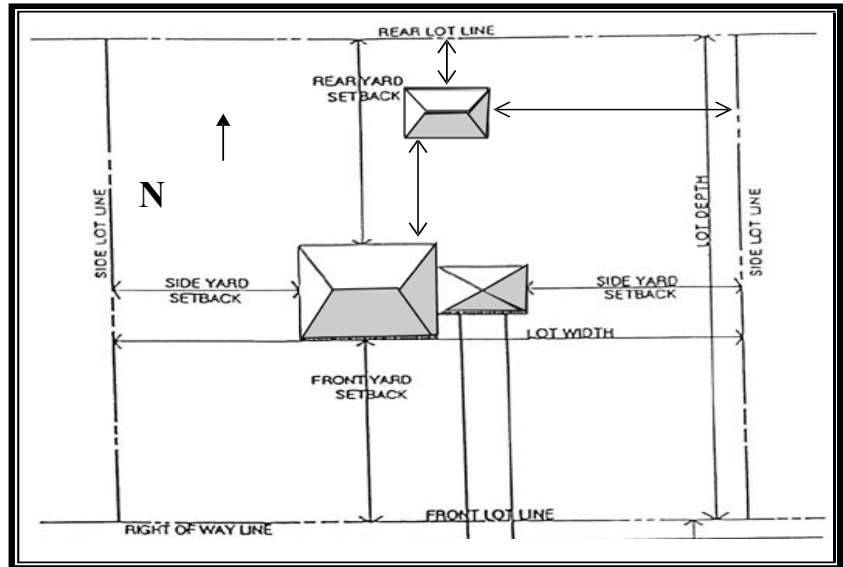 REAR LOT LINE
REAR YARD
SETBACK
N
SIDE LOT LINE
LOT DEPTH
SIDE LOT LINE
SIDE YARD
SETBACK
SIDE YARD
SETBACK
LOT WIDTH
FRONT YARD
SETBACK
FRONT LOT LINE
RIGHT OF WAY LINE